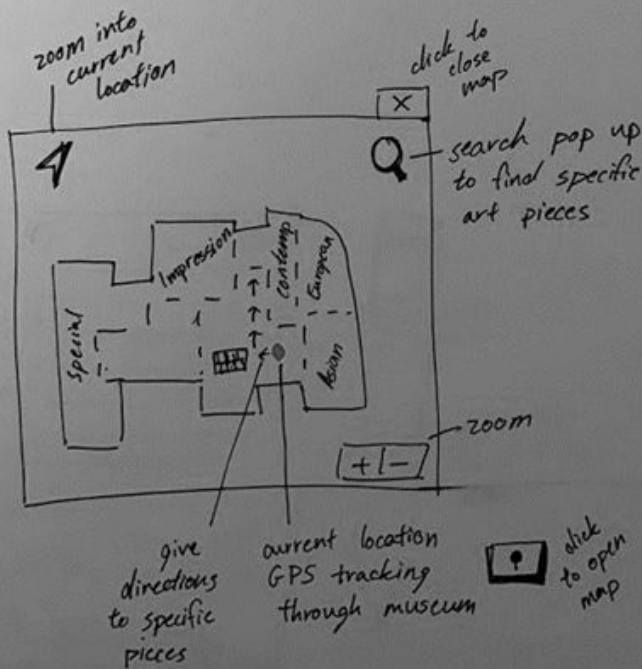 zoom into
current
location
click to
close
map
X
search pop up
to find specific
art pieces
Special
Impression
contemp
European
Asian
+ | -
zoom
give
directions
to specific
pieces
current location
GPS tracking
through museum
click
to open
map